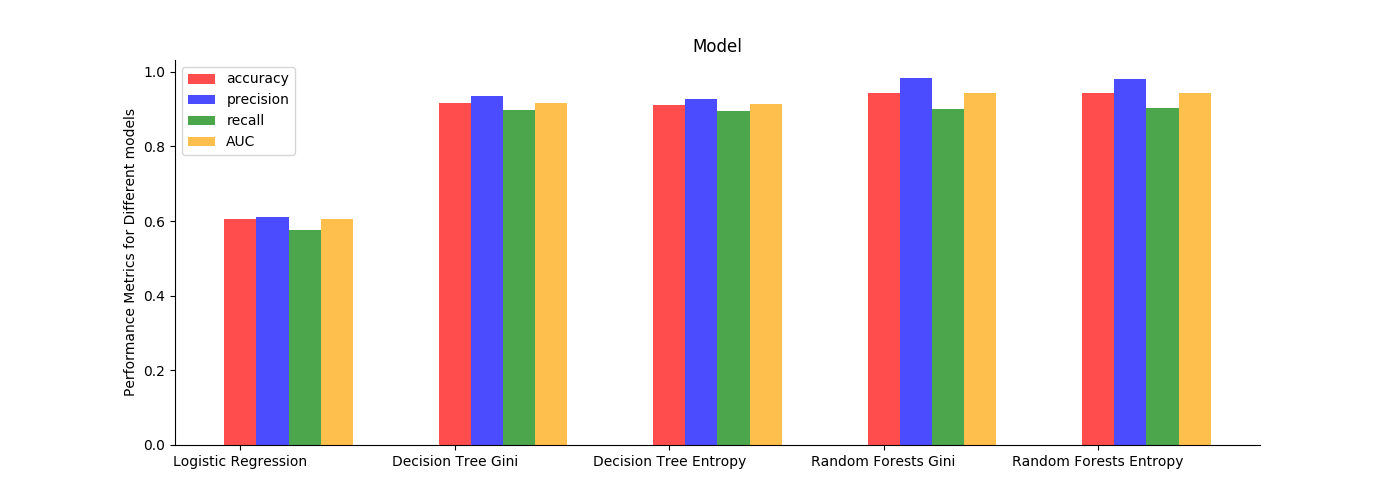 Model
Performance Metrics for Different models
1.0
0.8
0.6
0.4
0.2
0.0
accuracy
precision
recall
AUC
Logistic Regression
Decision Tree Gini
Decision Tree Entropy
Random Forests Gini
Random Forests Entropy